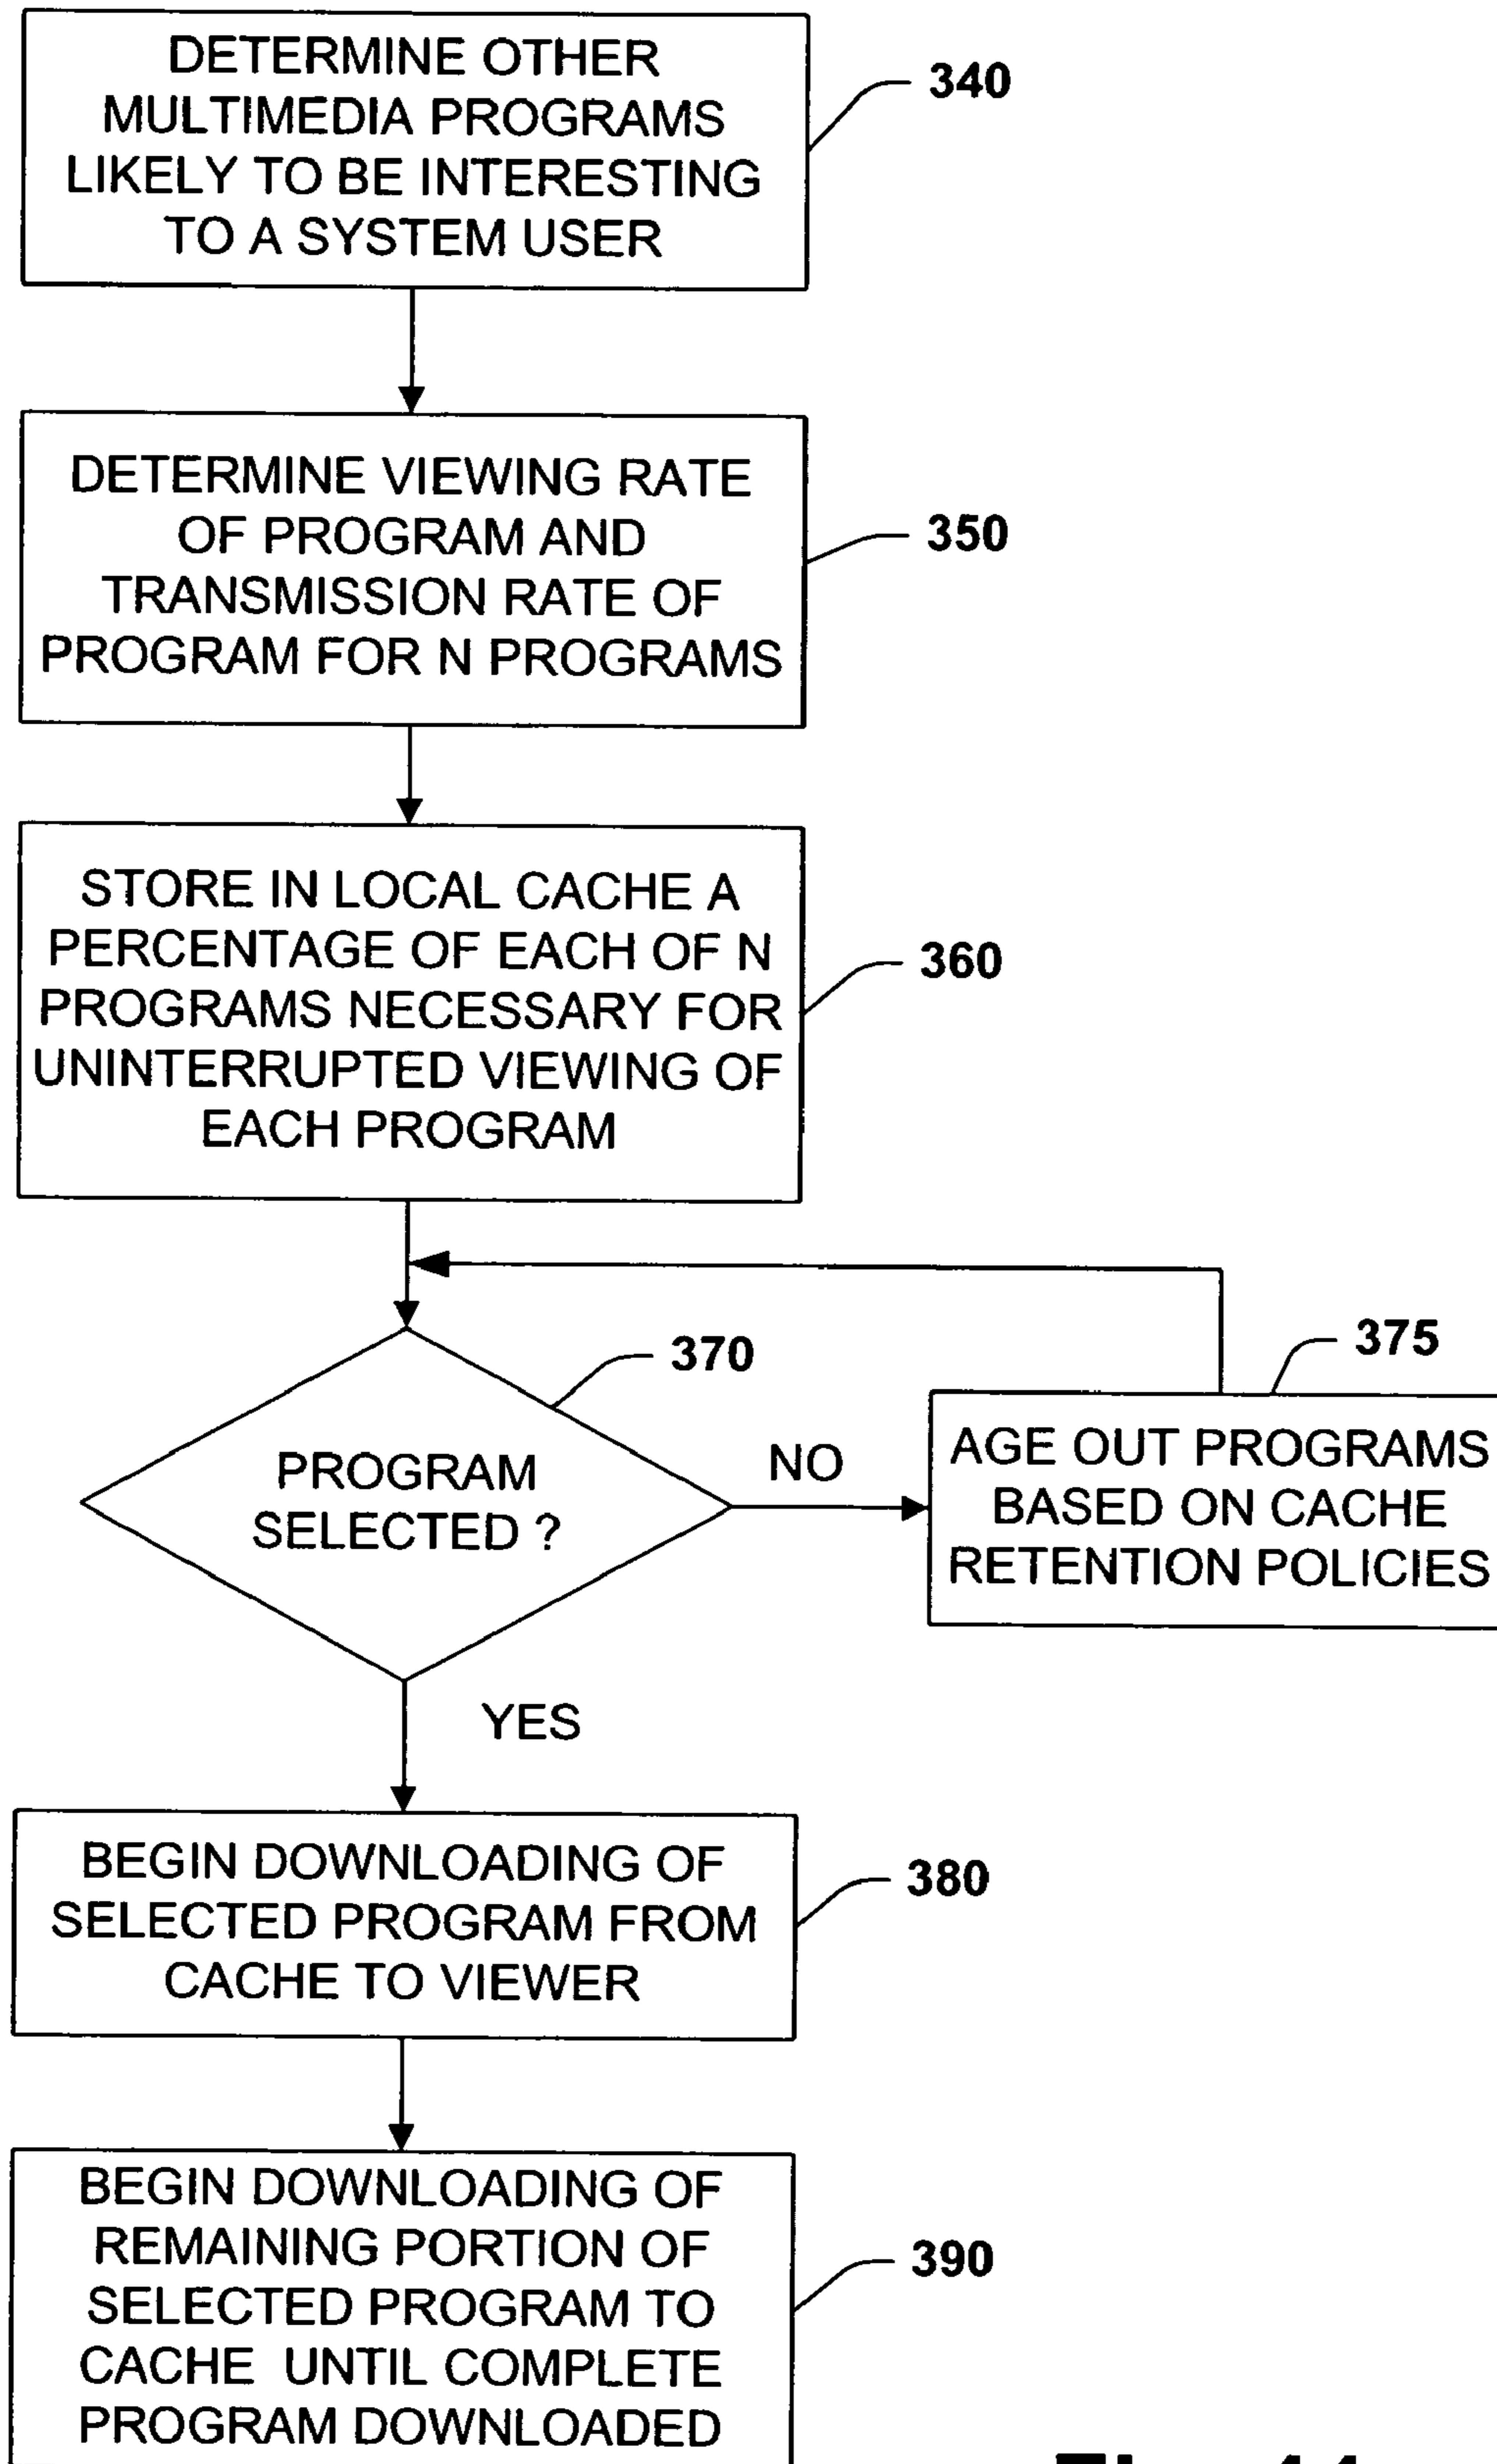 DETERMINE OTHER
MULTIMEDIA PROGRAMS
LIKELY TO BE INTERESTING
TO A SYSTEM USER
340
DETERMINE VIEWING RATE
OF PROGRAM AND
TRANSMISSION RATE OF
PROGRAM FOR N PROGRAMS
350
STORE IN LOCAL CACHE A
PERCENTAGE OF EACH OF N
PROGRAMS NECESSARY FOR
UNINTERRUPTED VIEWING OF
EACH PROGRAM
360
370
PROGRAM
SELECTED ?
NO
375
AGE OUT PROGRAMS
BASED ON CACHE
RETENTION POLICIES
YES
BEGIN DOWNLOADING OF
SELECTED PROGRAM FROM
CACHE TO VIEWER
380
BEGIN DOWNLOADING OF
REMAINING PORTION OF
SELECTED PROGRAM TO
CACHE UNTIL COMPLETE
PROGRAM DOWNLOADED
390